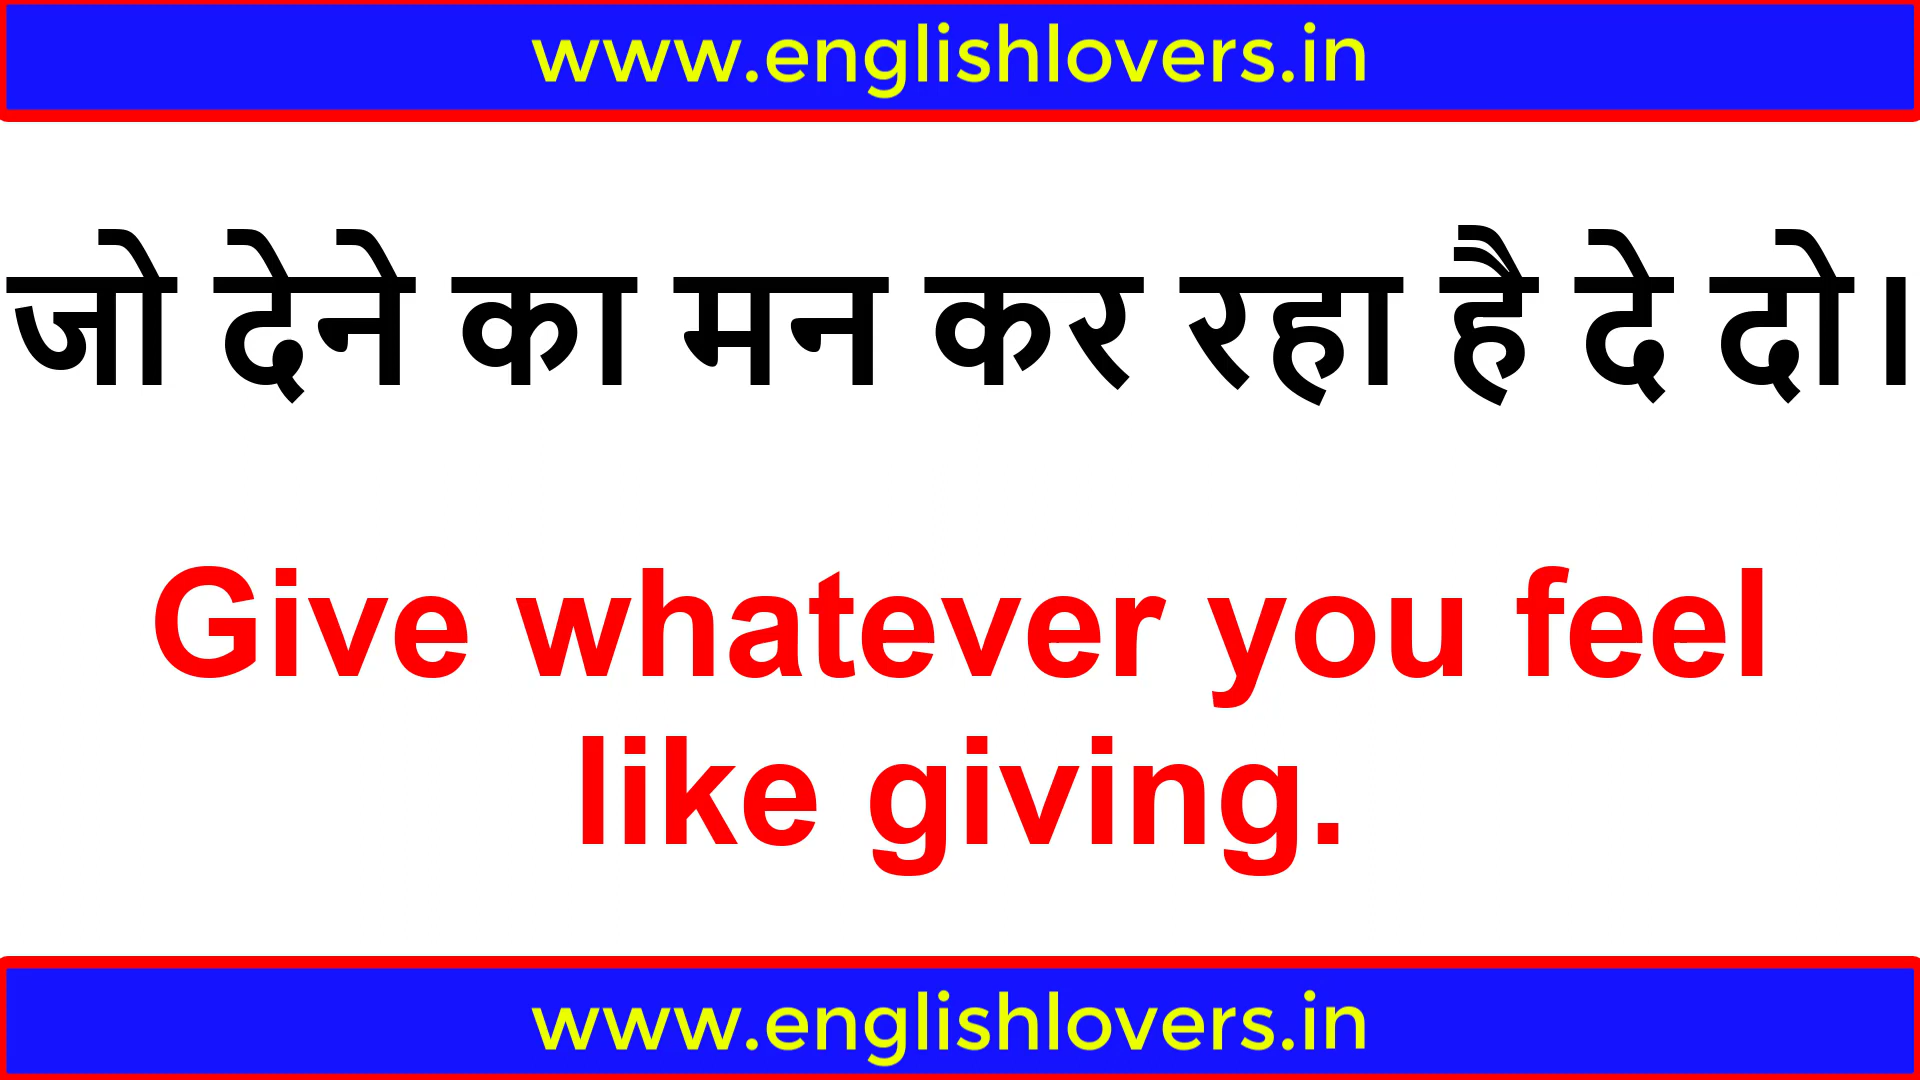 www.englishlovers.in
जो देने का मन कर रहा है दे दो।
Give whatever you feel
like giving.
www.englishlovers.in